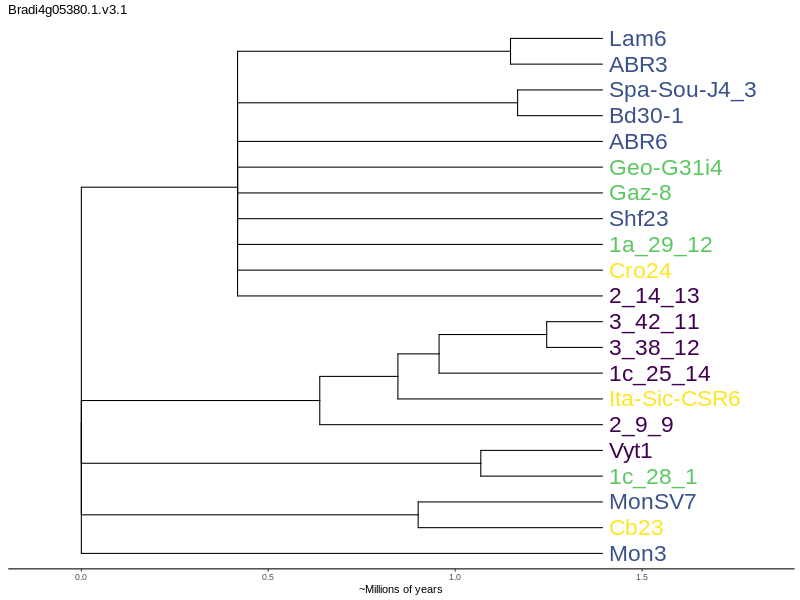 Bradi4g05380.1.v3.1
Lam6
ABR3
Spa-Sou-J4_3
Bd30-1
ABR6
Geo-G31i4
Gaz-8
Shf23
1a_29_12
Cro24
2_14_13
3_42_11
3_38_12
1c_25_14
Ita-Sic-CSR6
2_9_9
Vyt1
1c_28_1
MonSV7
Cb23
Mon3
0.0 0.5 1.0 1.5
~Millions of years